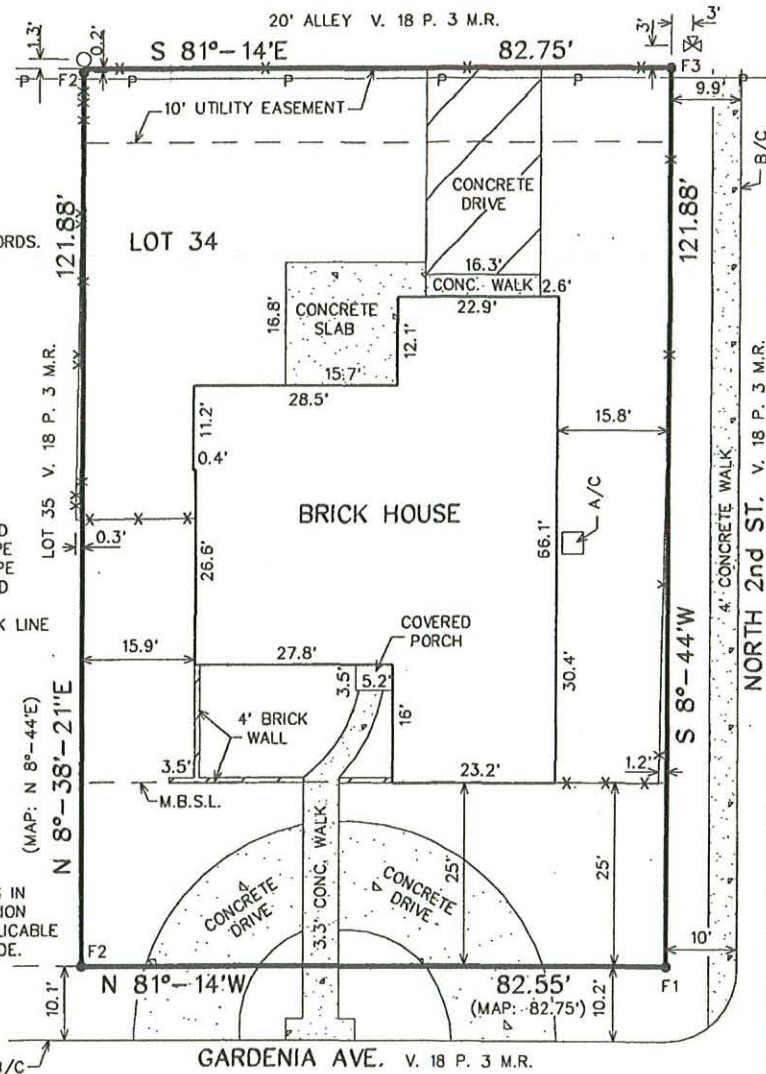 20' ALLEY V. 18 P. 3 M.R.
1.3'
0.2'
S 81°-14'E
82.75'
3'
3'
F2
F3
P
P
P
P
P
P
9.9'
B/C
10' UTILITY EASEMENT
CONCRETE
DRIVE
121.88'
121.88'
ORDS.
LOT 34
16.3'
CONC. WALK
2.6'
22.9'
16.8'
CONCRETE
SLAB
12.1'
15.7'
28.5'
LOT 35 V. 18 P. 3 M.R.
11.2'
0.4'
15.8'
BRICK HOUSE
A/C
66.1'
4' CONCRETE WALK
NORTH 2nd ST. V. 18 P. 3 M.R.
D
PE
PE
D
0.3'
26.6'
K LINE
COVERED
PORCH
15.9'
27.8'
3.5'
5.2'
30.4'
S 8°-44'W
4' BRICK
WALL
16'
3.5'
23.2'
1.2'
M.B.S.L.
(MAP: N 8°-44'E)
N 8°-38'-21"E
25'
25'
3.3' CONC. WALK
CONCRETE
DRIVE
CONCRETE
DRIVE
IN
ION
LICABLE
DE.
F2
N 81°-14'W
82.55'
(MAP: 82.75')
10'
F1
10.1'
10.2'
B/C
GARDENIA AVE. V. 18 P. 3 M.R.